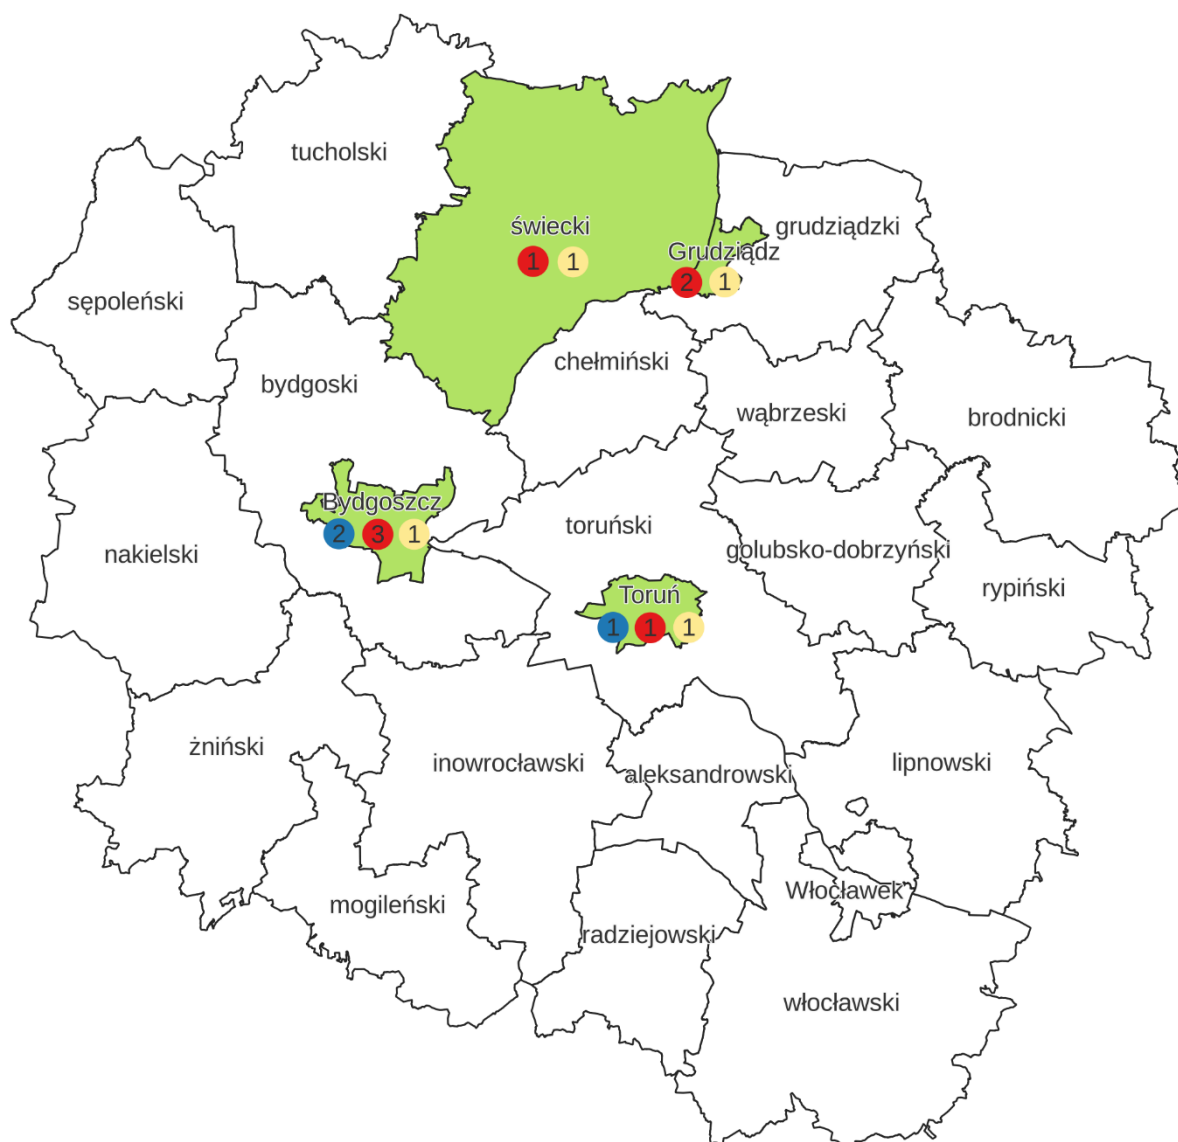 tucholski
świecki
grudziądzki
1 1
Grudziądz
2 1
sępoleński
bydgoski
chełmiński
wąbrzeski
brodnicki
Bydgoszcz
2 3 1
toruński
nakielski
golubsko-dobrzyński
rypiński
Toruń
1 1 1
żniński
inowrocławski
aleksandrowski
lipnowski
mogileński
Włocławek
radziejowski
włocławski